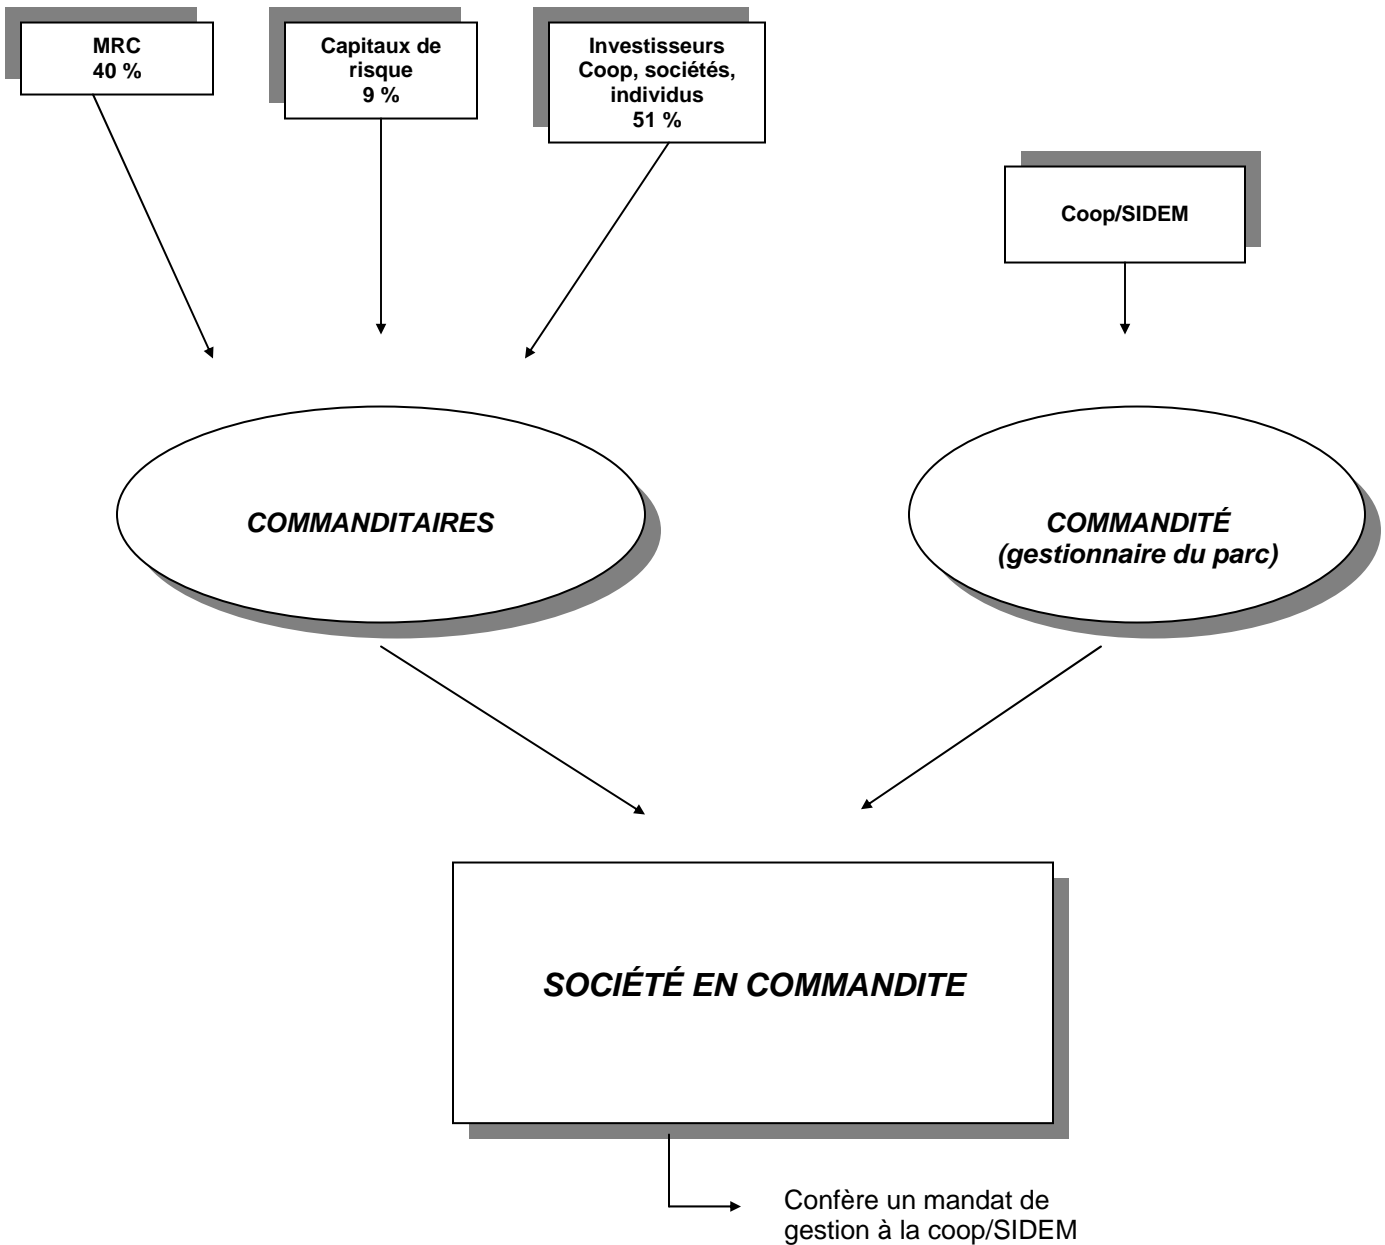 MRC
40 %
Capitaux de
risque
9 %
Investisseurs
Coop, sociétés,
individus
51 %
Coop/SIDEM
COMMANDITAIRES
COMMANDITÉ
(gestionnaire du parc)
SOCIÉTÉ EN COMMANDITE
Confère un mandat de
gestion à la coop/SIDEM